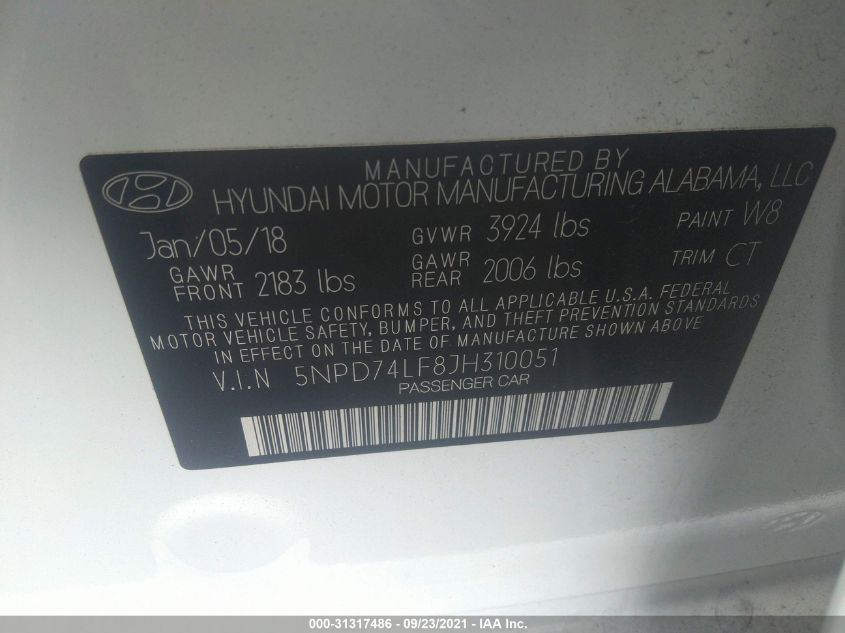 MANUFACTURED BY
HYUNDAI MOTOR MANUFACTURING ALABAMA, LLC
Jan/05/18 GVWR 3924 lbs PAINT W8
GAWR FRONT 2183 lbs GAWR REAR 2006 lbs TRIM CT
THIS VEHICLE CONFORMS TO ALL APPLICABLE U.S.A. FEDERAL
MOTOR VEHICLE SAFETY, BUMPER, AND THEFT PREVENTION STANDARDS
IN EFFECT ON THE DATE OF MANUFACTURE SHOWN ABOVE
V.I.N 5NPD74LF8JH310051
PASSENGER CAR
000-31317486 - 09/23/2021 - IAA Inc.